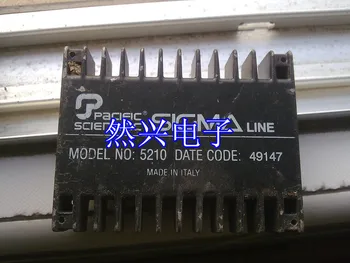 Pacific
Scientific SIGMA LINE
然兴电子
MODEL NO: 5210 DATE CODE: 49147
MADE IN ITALY